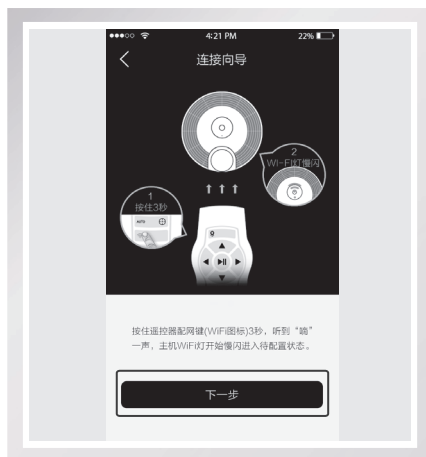 4:21 PM
22%
连接向导
2
WI-FI灯慢闪
1
按住3秒
AUTO
按住遥控器配网键(WiFi图标)3秒，听到“嘀”
一声，主机WiFi灯开始慢闪进入待配置状态。
下一步